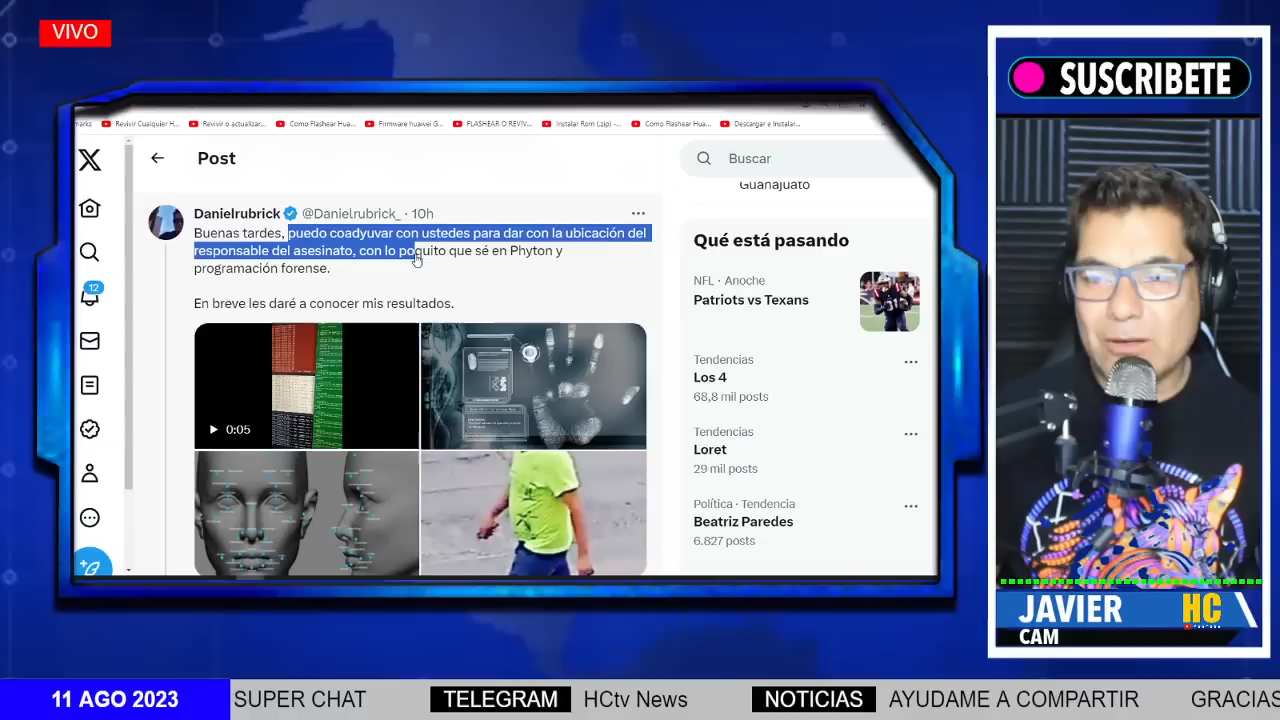 VIVO
marks
Revivir Cualquier H...
Revivir o actualizar...
Como Flashear Hua...
Firmware huawei G...
FLASHEAR O REVIV...
Instalar Rom (.zip) -...
Como Flashear Hua...
Descargar e Instalar...
Post
Buscar
Guanajuato
Danielrubrick @Danielrubrick_ · 10h
Buenas tardes, puedo coadyuvar con ustedes para dar con la ubicación del
responsable del asesinato, con lo poquito que sé en Phyton y
programación forense.
En breve les daré a conocer mis resultados.
0:05
12
Qué está pasando
NFL · Anoche
Patriots vs Texans
Tendencias
Los 4
68,8 mil posts
Tendencias
Loret
29 mil posts
Política · Tendencia
Beatriz Paredes
6.827 posts
SUSCRIBETE
JAVIER
HC
CAM
11 AGO 2023 SUPER CHAT TELEGRAM HCtv News NOTICIAS AYUDAME A COMPARTIR GRACIAS